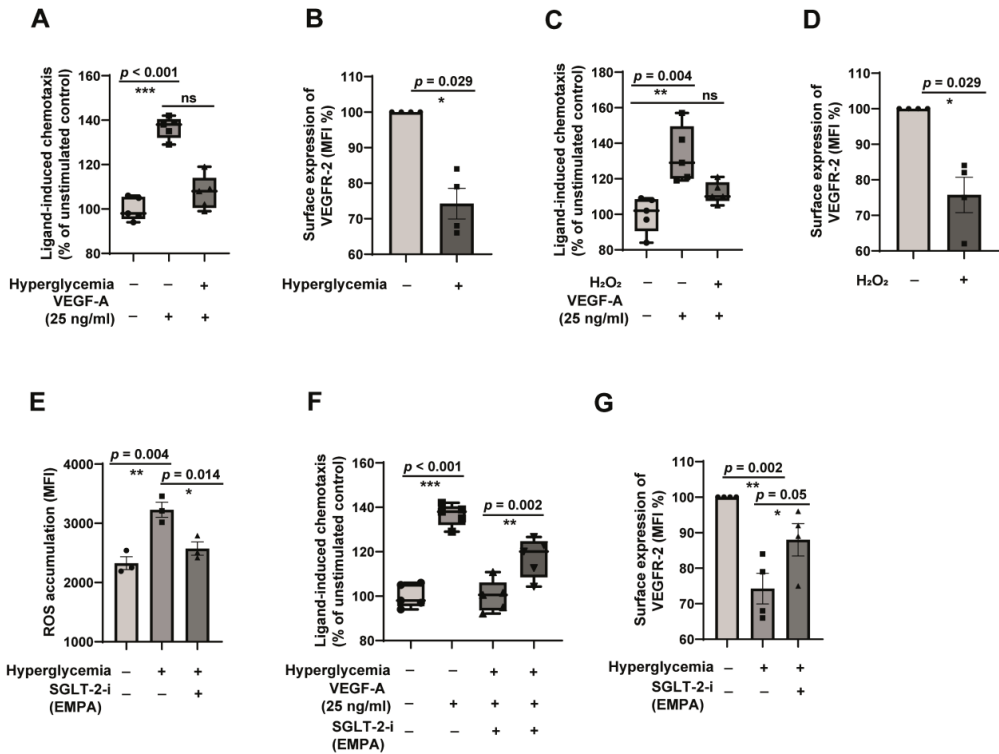 A
Ligand-induced chemotaxis
(% of unstimulated control)
160
140
120
100
80
p < 0.001
***
ns
Hyperglycemia – – +
VEGF-A
(25 ng/ml) – + +
B
Surface expression of
VEGFR-2 (MFI %)
110
100
90
80
70
60
p = 0.029
*
Hyperglycemia – +
C
Ligand-induced chemotaxis
(% of unstimulated control)
180
160
140
120
100
80
p = 0.004
**
ns
H₂O₂ – – +
VEGF-A
(25 ng/ml) – + +
D
Surface expression of
VEGFR-2 (MFI %)
110
100
90
80
70
60
p = 0.029
*
H₂O₂ – +
E
ROS accumulation (MFI)
4000
3000
2000
1000
p = 0.004
**
p = 0.014
*
Hyperglycemia – + +
SGLT-2-i
(EMPA) – – +
F
Ligand-induced chemotaxis
(% of unstimulated control)
160
140
120
100
80
p < 0.001
***
p = 0.002
**
Hyperglycemia – – + +
VEGF-A
(25 ng/ml) – + + +
SGLT-2-i
(EMPA) – – + +
G
Surface expression of
VEGFR-2 (MFI %)
110
100
90
80
70
60
p = 0.002
**
p = 0.05
*
Hyperglycemia – + +
SGLT-2-i
(EMPA) – – +